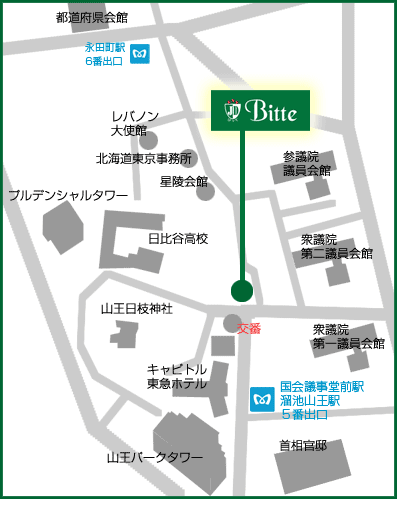 都道府県会館
永田町駅
6番出口
Bitte
レバノン
大使館
北海道東京事務所
星陵会館
参議院
議員会館
プルデンシャルタワー
日比谷高校
衆議院
第二議員会館
山王日枝神社
交番
衆議院
第一議員会館
キャピトル
東急ホテル
国会議事堂前駅
溜池山王駅
5番出口
山王パークタワー
首相官邸